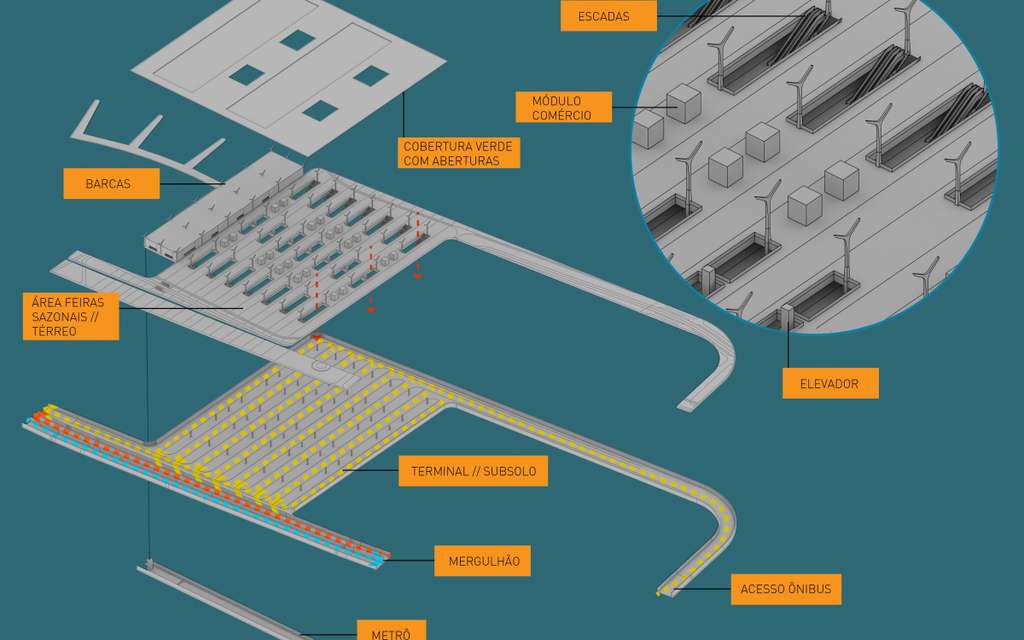 ESCADAS
MÓDULO
COMÉRCIO
COBERTURA VERDE
COM ABERTURAS
BARCAS
ÁREA FEIRAS
SAZONAIS //
TÉRREO
ELEVADOR
TERMINAL // SUBSOLO
MERGULHÃO
ACESSO ÔNIBUS
METRÔ